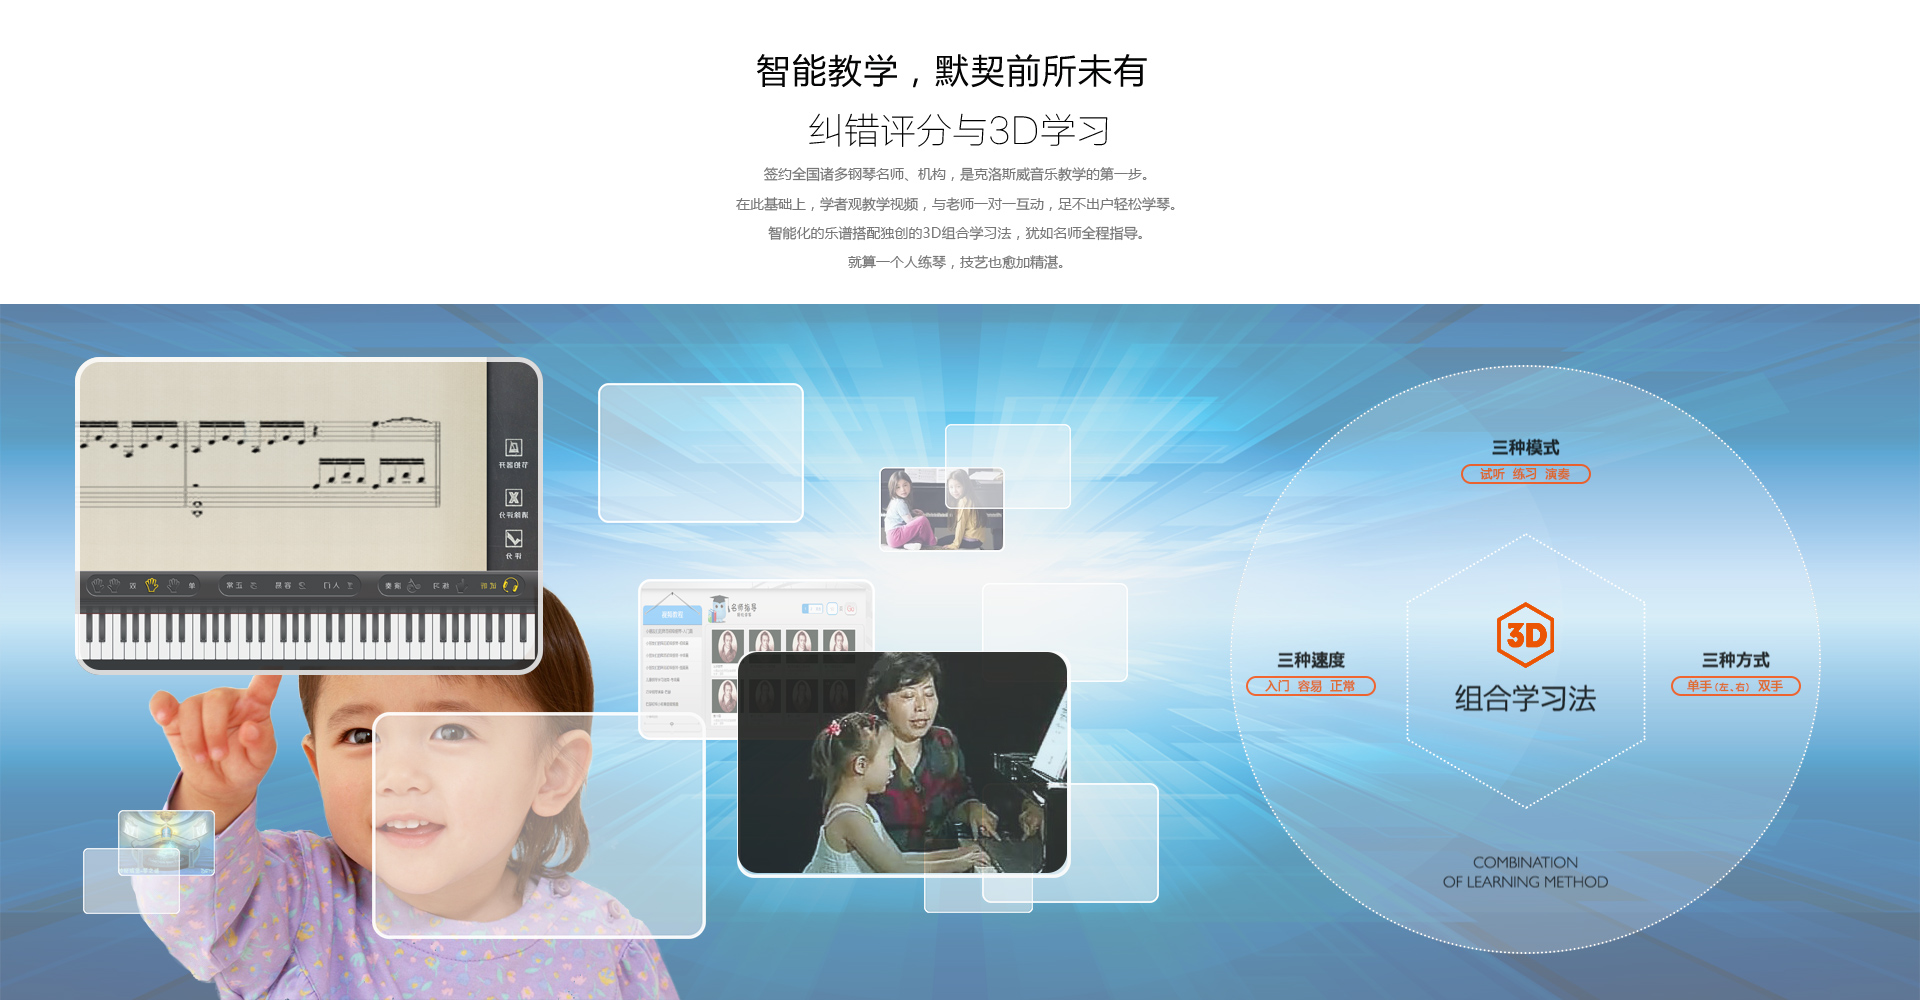 智能教学，默契前所未有
纠错评分与3D学习
签约全国诸多钢琴名师、机构，是克洛斯威音乐教学的第一步。
在此基础上，学者观教学视频，与老师一对一互动，足不出户轻松学琴。
智能化的乐谱搭配独创的3D组合学习法，犹如名师全程指导。
就算一个人练琴，技艺也愈加精湛。
三种模式
试听 练习 演奏
三种速度
入门 容易 正常
3D
组合学习法
三种方式
单手(左、右) 双手
COMBINATION
OF LEARNING METHOD
名师指导
视频教程